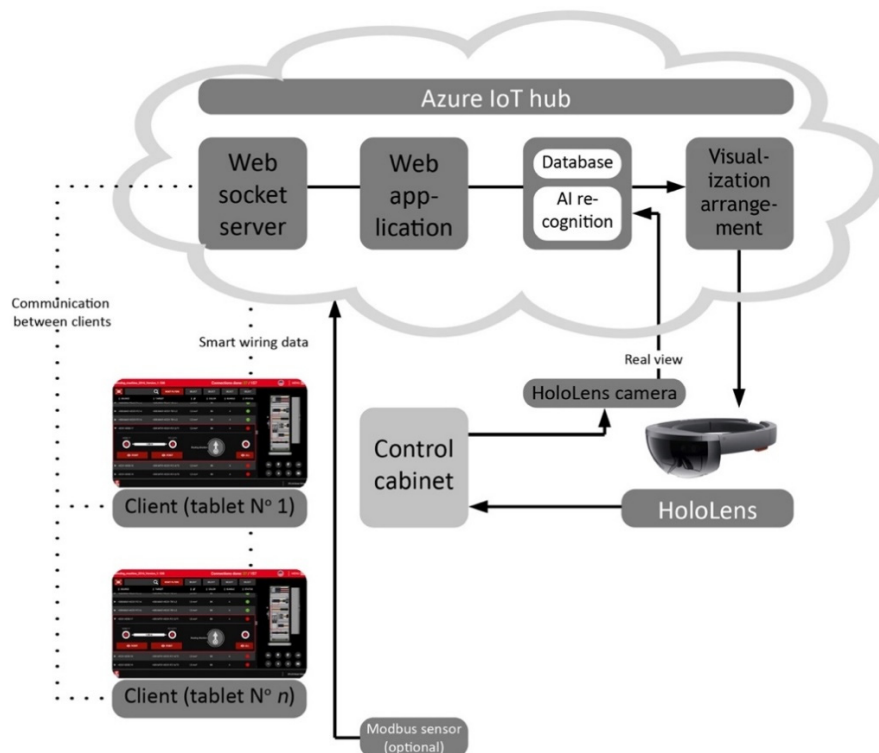 Azure IoT hub
Web
socket
server
Web
app-
lication
Database
AI re-
cognition
Visual-
ization
arrange-
ment
Communication
between clients
Smart wiring data
Real view
HoloLens camera
Control
cabinet
HoloLens
Client (tablet Nº 1)
Client (tablet Nº n)
Modbus sensor
(optional)